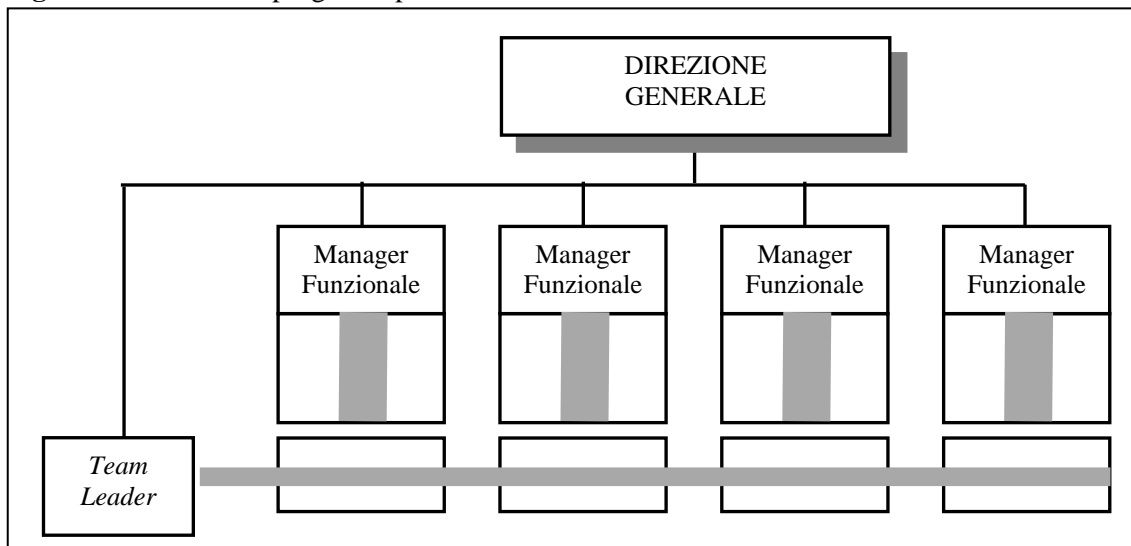 DIREZIONE
GENERALE
Manager
Funzionale
Manager
Funzionale
Manager
Funzionale
Manager
Funzionale
Team
Leader